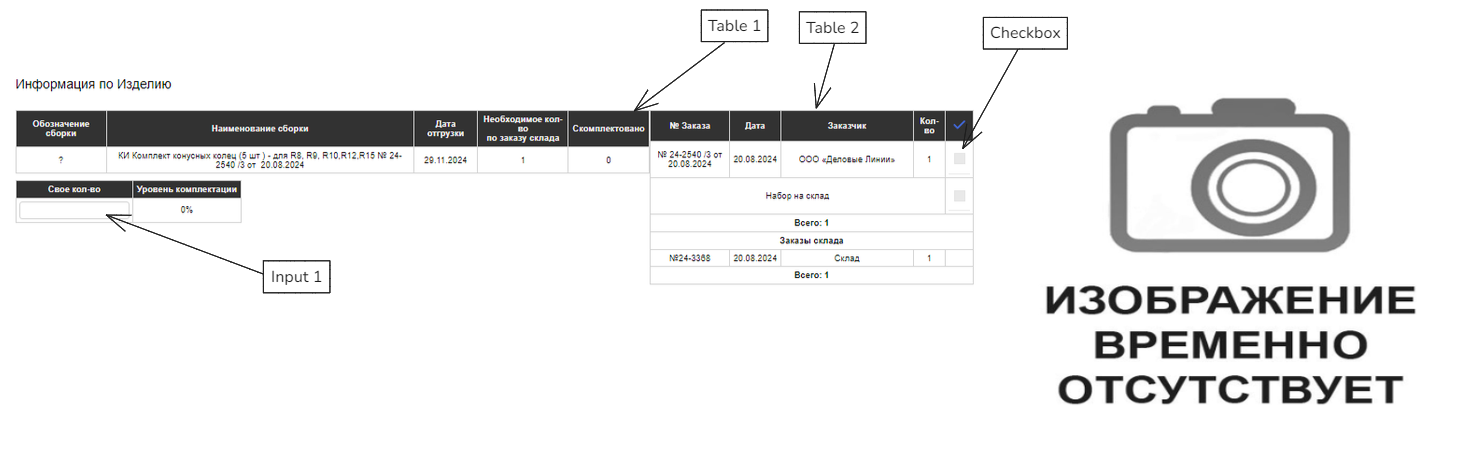 Table 1
Table 2
Checkbox
Информация по Изделию
Обозначение
сборки
Наименование сборки
Дата
отгрузки
Необходимое кол-
во
по заказу склада
Скомплектовано
?
КИ Комплект конусных колец (5 шт ) - для R8, R9, R10,R12,R15 № 24-
2540 /3 от 20.08.2024
29.11.2024
1
0
Свое кол-во
Уровень комплектации
0%
Input 1
№ Заказа
Дата
Заказчик
Кол-
во
№ 24-2540 /3 от
20.08.2024
20.08.2024
ООО «Деловые Линии»
1
Набор на склад
Всего: 1
Заказы склада
№24-3368
20.08.2024
Склад
1
Всего: 1
ИЗОБРАЖЕНИЕ
ВРЕМЕННО
ОТСУТСТВУЕТ